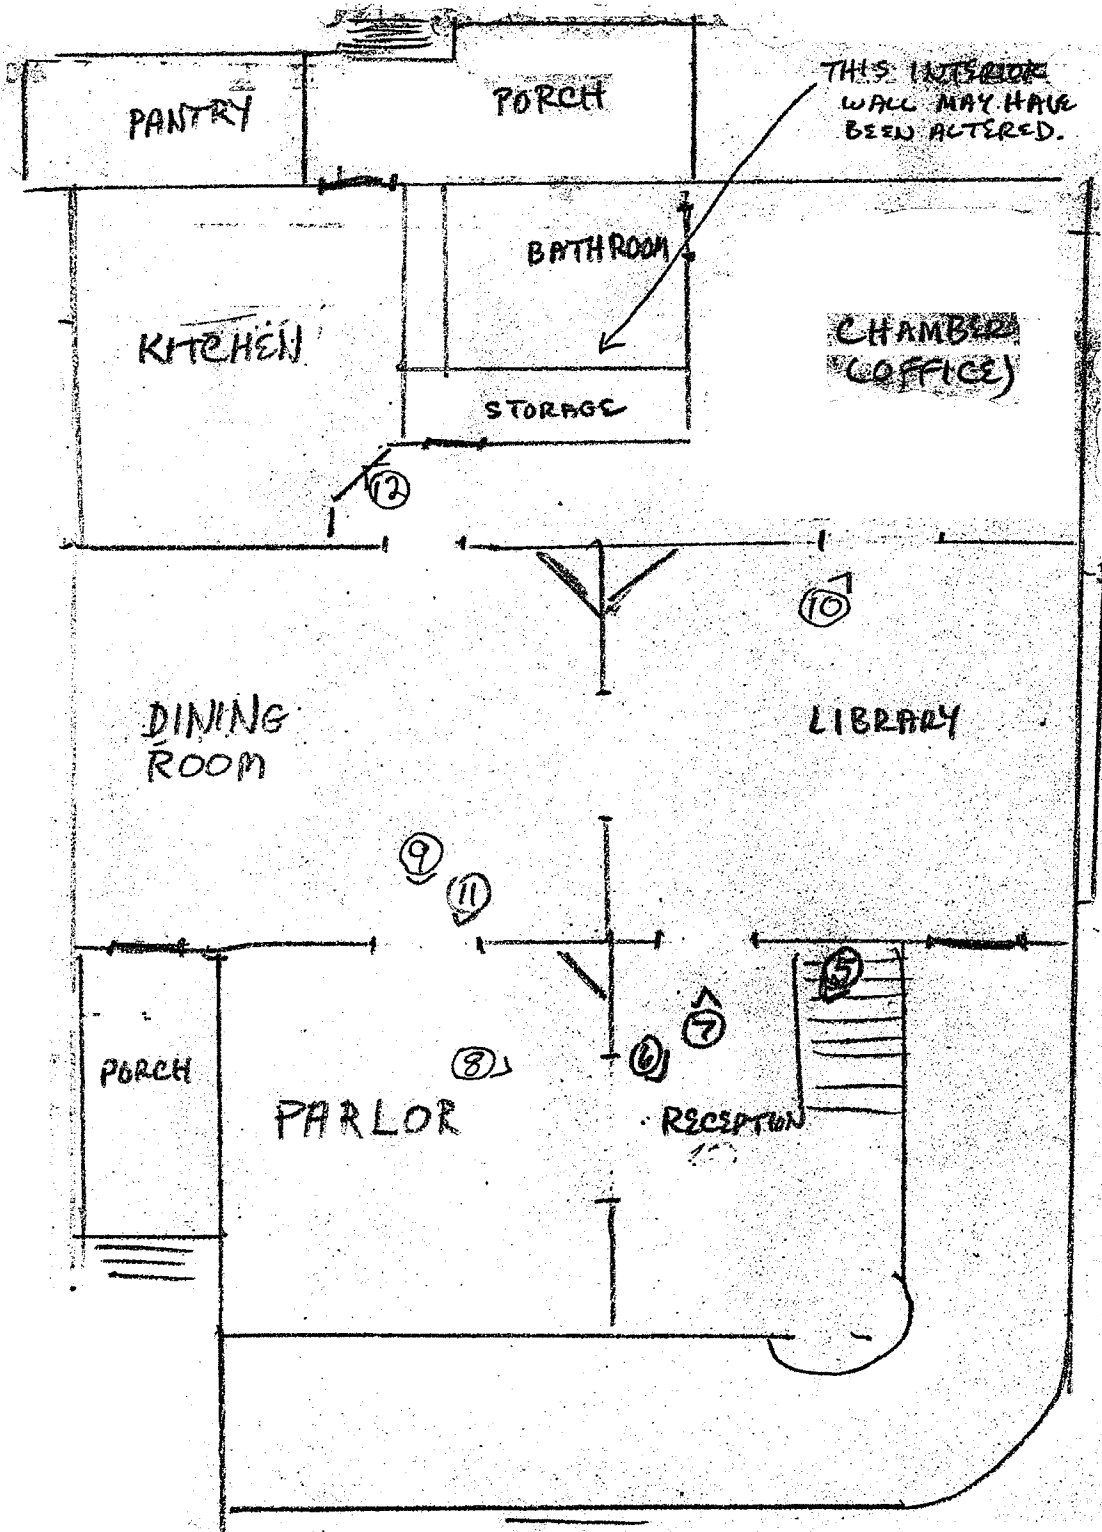 PANTRY
PORCH
THIS INTERIOR
WALL MAY HAVE
BEEN ALTERED.
BATHROOM
KITCHEN
CHAMBER
(OFFICE)
STORAGE
12
10
DINING
ROOM
LIBRARY
9
11
5
7
6
8
PORCH
PARLOR
RECEPTION